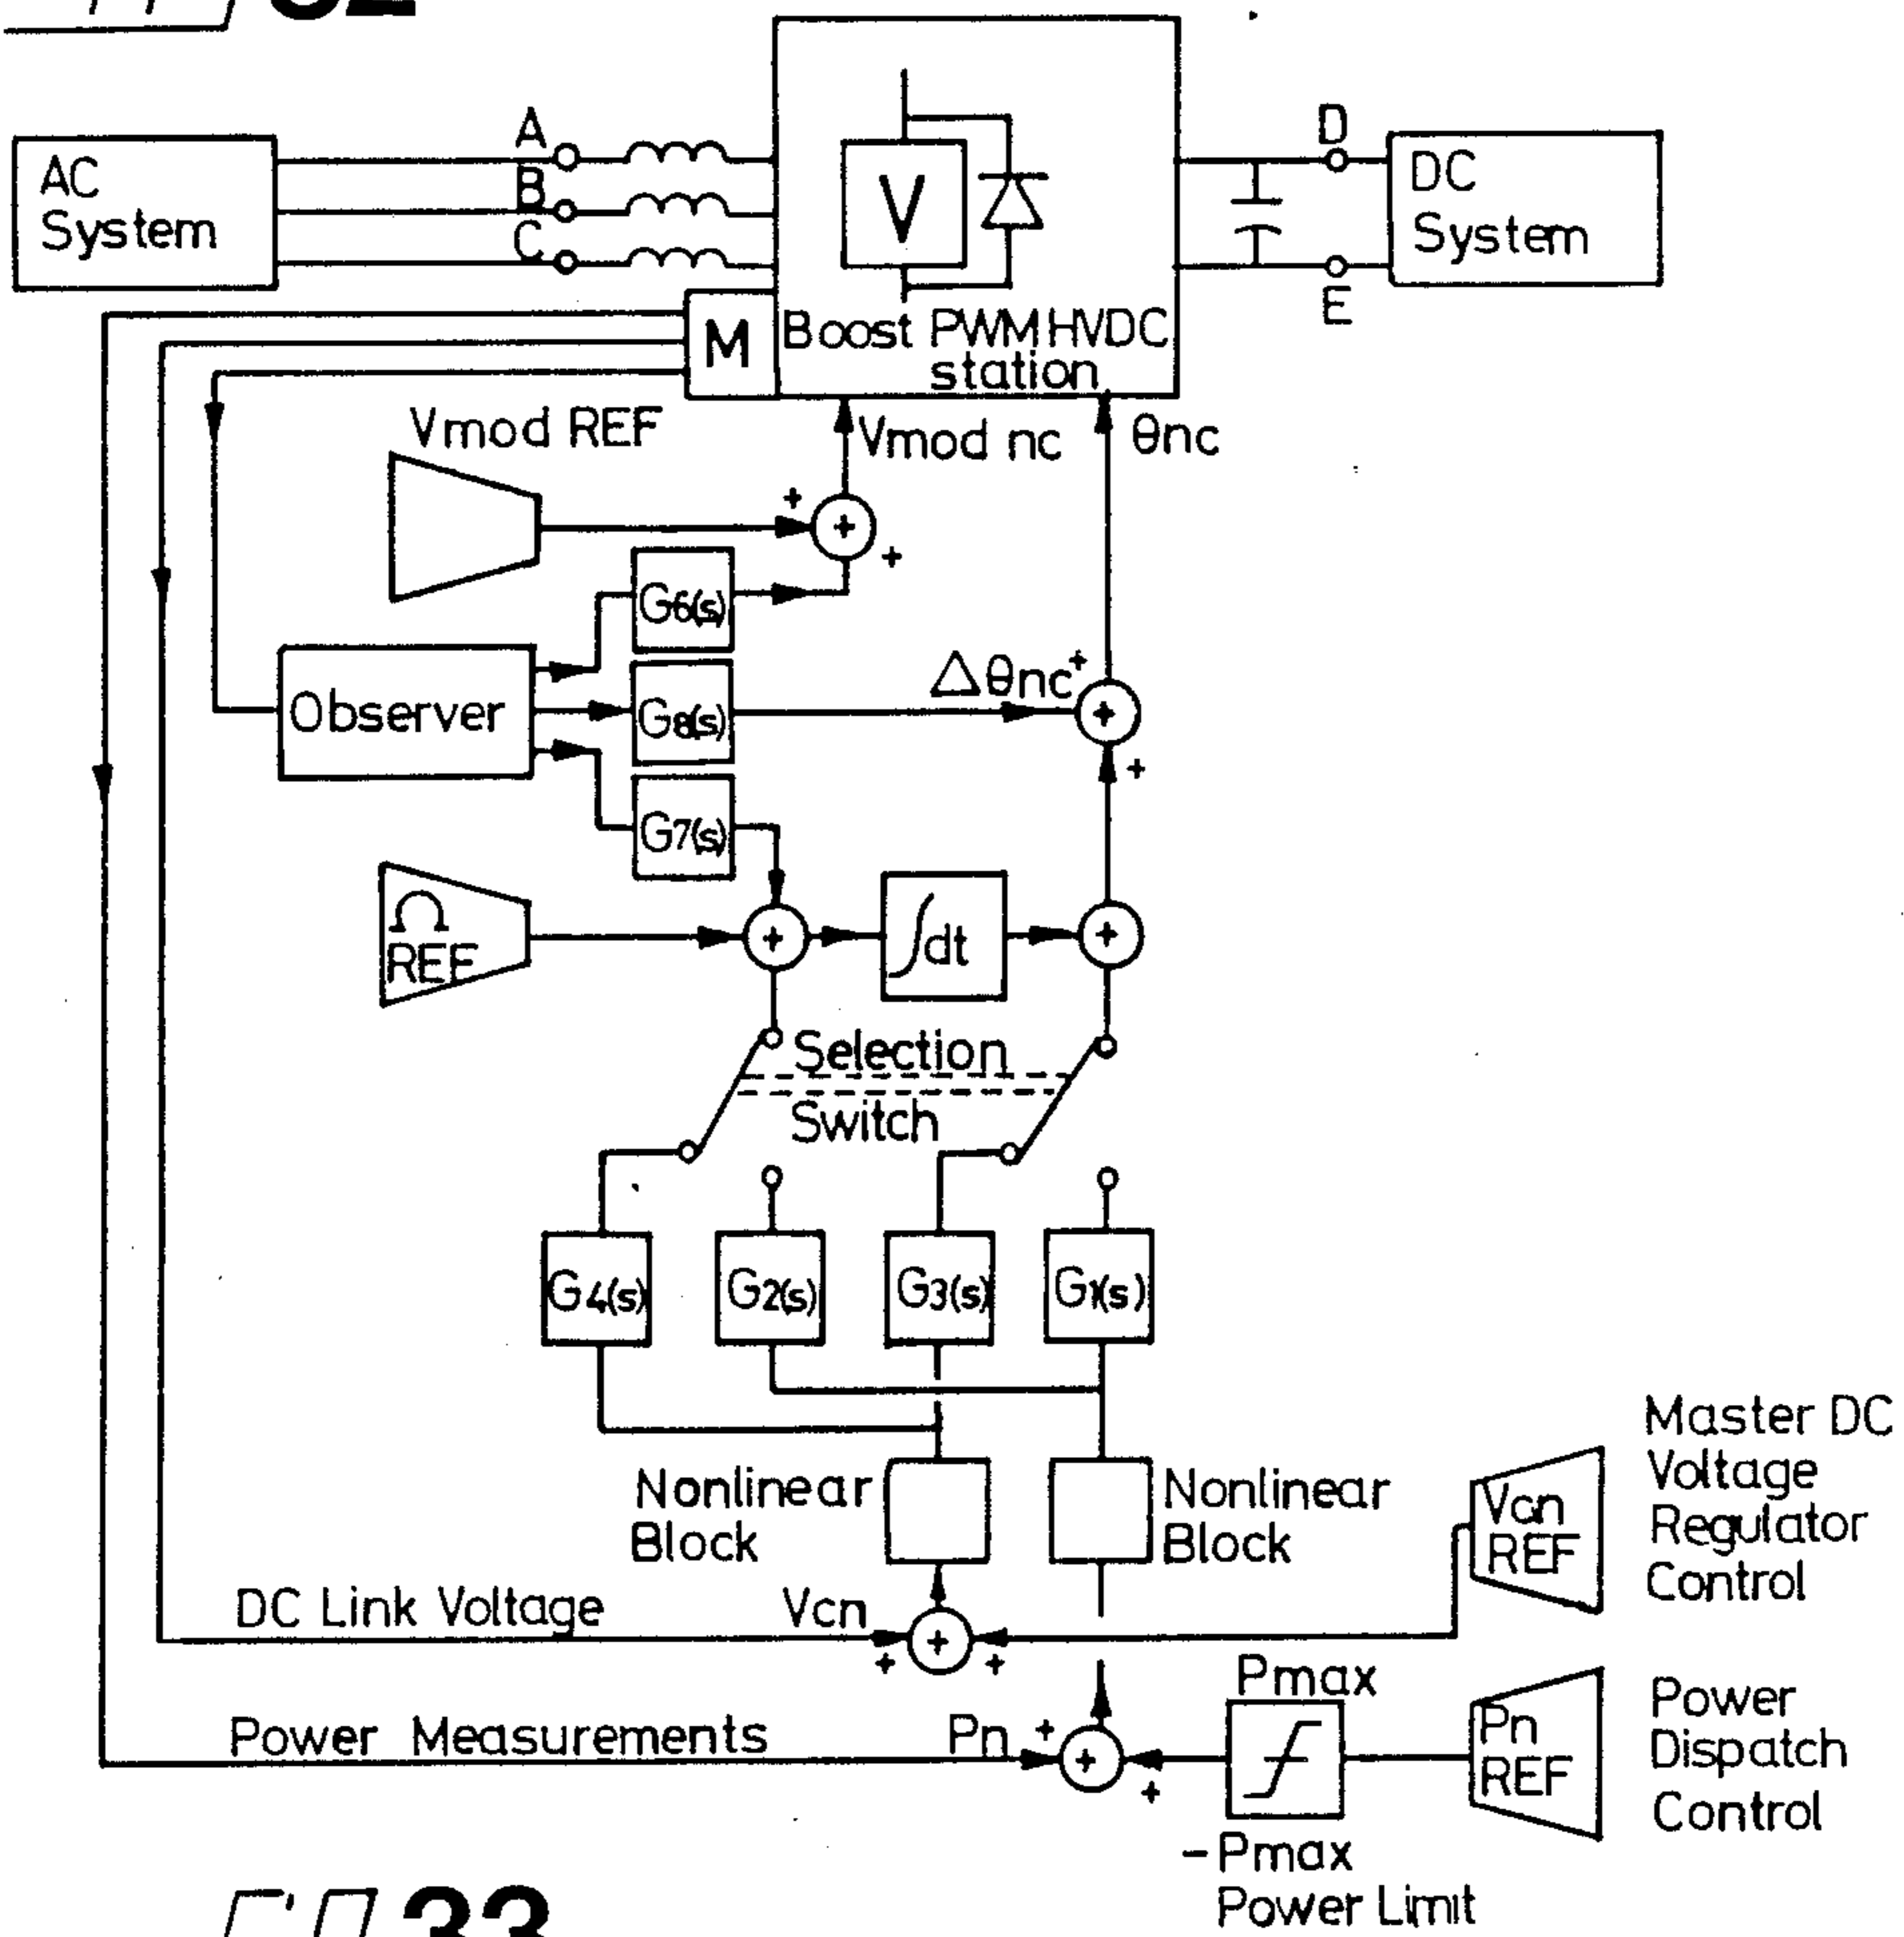 32
A
B
C
AC
System
V
D
E
DC
System
M
Boost PWM HVDC
station
Vmod REF
Vmod nc
θnc
+
+
+
G6(s)
Observer
G8(s)
Δθnc
+
+
+
G7(s)
Ω
REF
+
∫dt
+
Selection
Switch
G4(s)
G2(s)
G3(s)
G1(s)
Nonlinear
Block
Nonlinear
Block
Vcn
REF
Master DC
Voltage
Regulator
Control
DC Link Voltage
Vcn
+
+
+
Pmax
Power Measurements
Pn
+
+
+
Pn
REF
Power
Dispatch
Control
-Pmax
Power Limit
33